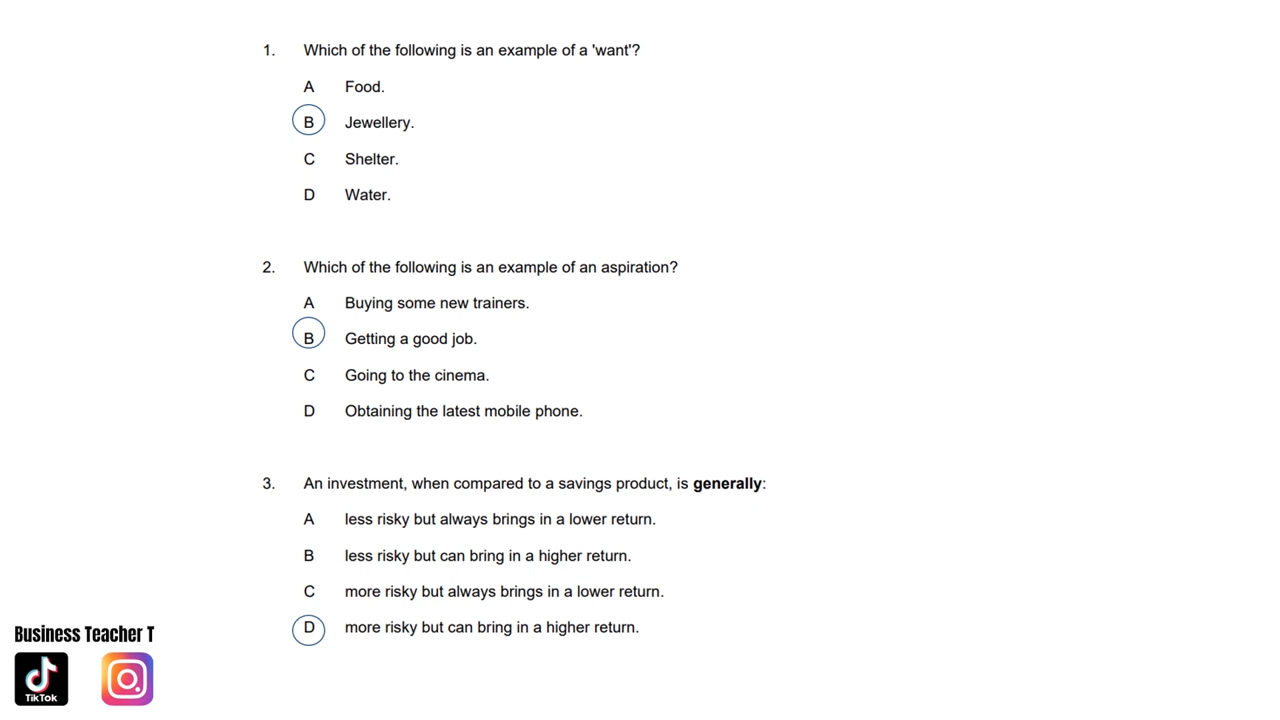 1. Which of the following is an example of a 'want'?
A Food.
B Jewellery.
C Shelter.
D Water.
2. Which of the following is an example of an aspiration?
A Buying some new trainers.
B Getting a good job.
C Going to the cinema.
D Obtaining the latest mobile phone.
3. An investment, when compared to a savings product, is generally:
A less risky but always brings in a lower return.
B less risky but can bring in a higher return.
C more risky but always brings in a lower return.
D more risky but can bring in a higher return.
Business Teacher T
TikTok